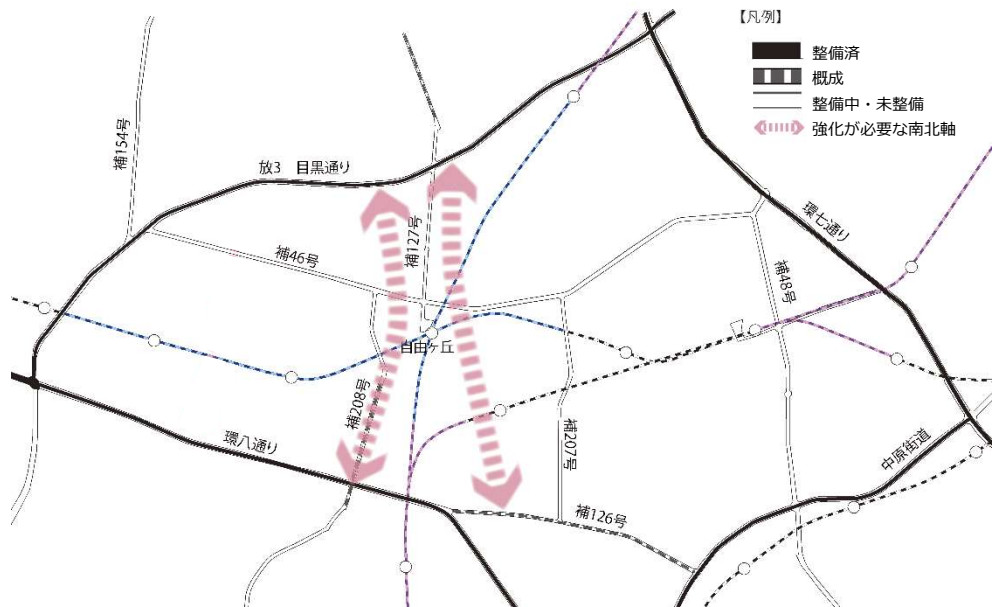 【凡例】
整備済
概成
整備中・未整備
強化が必要な南北軸
補154号
放3　目黒通り
補127号
環七通り
補46号
補48号
自由ヶ丘
補208号
環八通り
補207号
中原街道
補126号